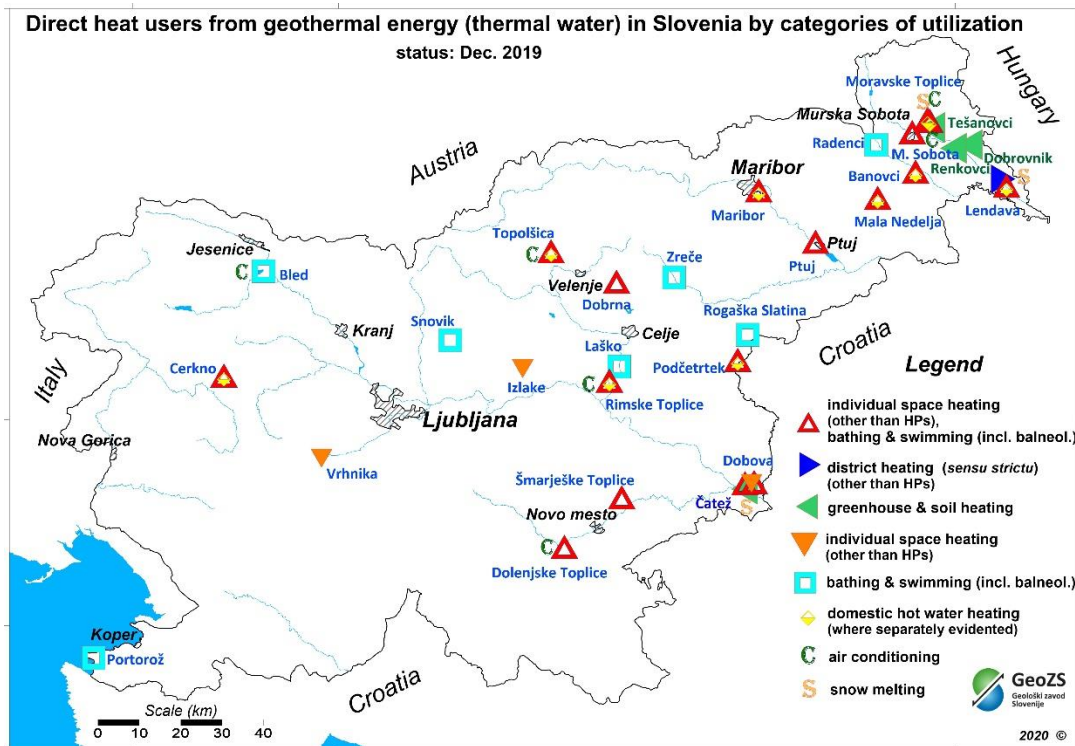 Direct heat users from geothermal energy (thermal water) in Slovenia by categories of utilization
status: Dec. 2019
Hungary
Moravske Toplice
S C
Murska Sobota
Tešanovci
Radenci
C
M. Sobota
Dobrovnik
Renkovci
Austria
Maribor
Banovci
S
Maribor
Mala Nedelja
Lendava
Jesenice
Topolšica
C
Ptuj
Ptuj
C
Bled
Velenje
Zreče
Dobrna
Snovik
Rogaška Slatina
Kranj
Celje
Croatia
Laško
Italy
Cerkno
Izlake
Podčetrtek
C
Rimske Toplice
Ljubljana
Nova Gorica
Vrhnika
Dobova
Šmarješke Toplice
Čatež
S
Novo mesto
C
Dolenjske Toplice
Koper
Portorož
Croatia
Scale (km)
0 10 20 30 40
Legend
individual space heating
(other than HPs),
bathing & swimming (incl. balneol.)
district heating (sensu strictu)
(other than HPs)
greenhouse & soil heating
individual space heating
(other than HPs)
bathing & swimming (incl. balneol.)
domestic hot water heating
(where separately evidented)
C air conditioning
S snow melting
GeoZS
Geološki zavod
Slovenije
2020 ©